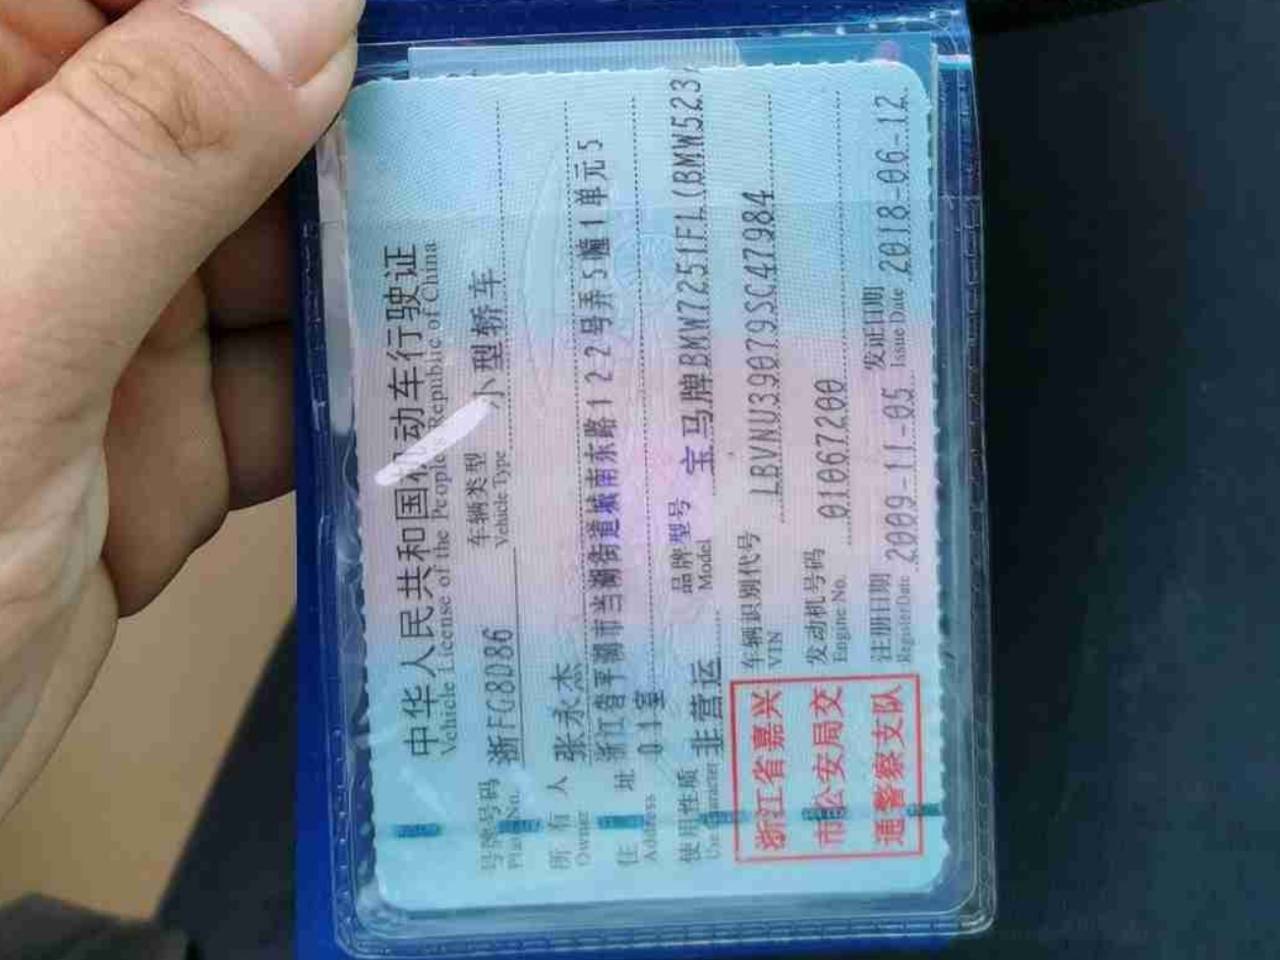 中华人民共和国机动车行驶证
Vehicle License of the People's Republic of China
号牌号码 浙FG8D86 车辆类型 小型轿车
Plate No. Vehicle Type
所有人 张永杰
Owner
住址 浙江省平湖市当湖街道城南东路122号弄5幢1单元5
Address 01室
使用性质 非营运 品牌型号 宝马牌BMW7251FL(BMW523
Use Character Model
浙江省嘉兴
市公安局交
通警察支队
车辆识别代号 LBVNU39079SC47984
VIN
发动机号码 01067200
Engine No.
注册日期 2009-11-05 发证日期 2018-06-12
Register Date Issue Date